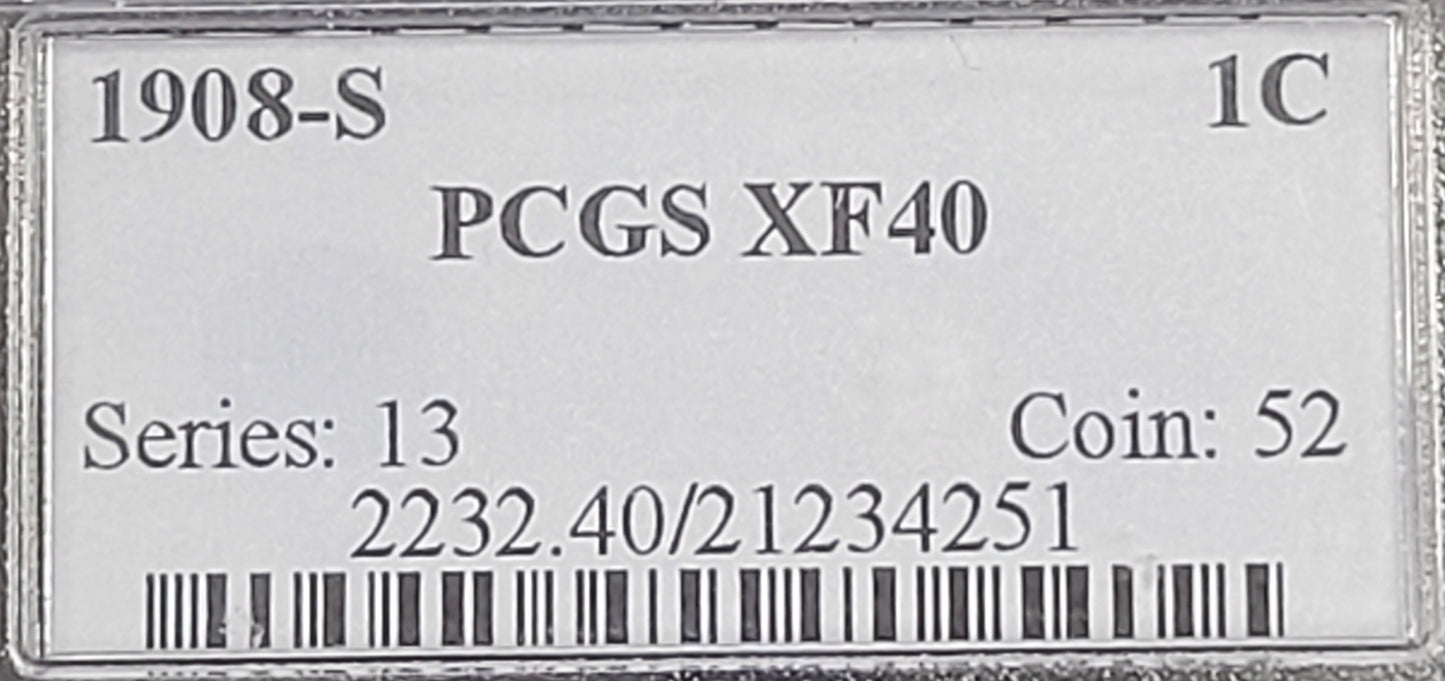 1908-S 1C
PCGS XF40
Series: 13 Coin: 52
2232.40/21234251